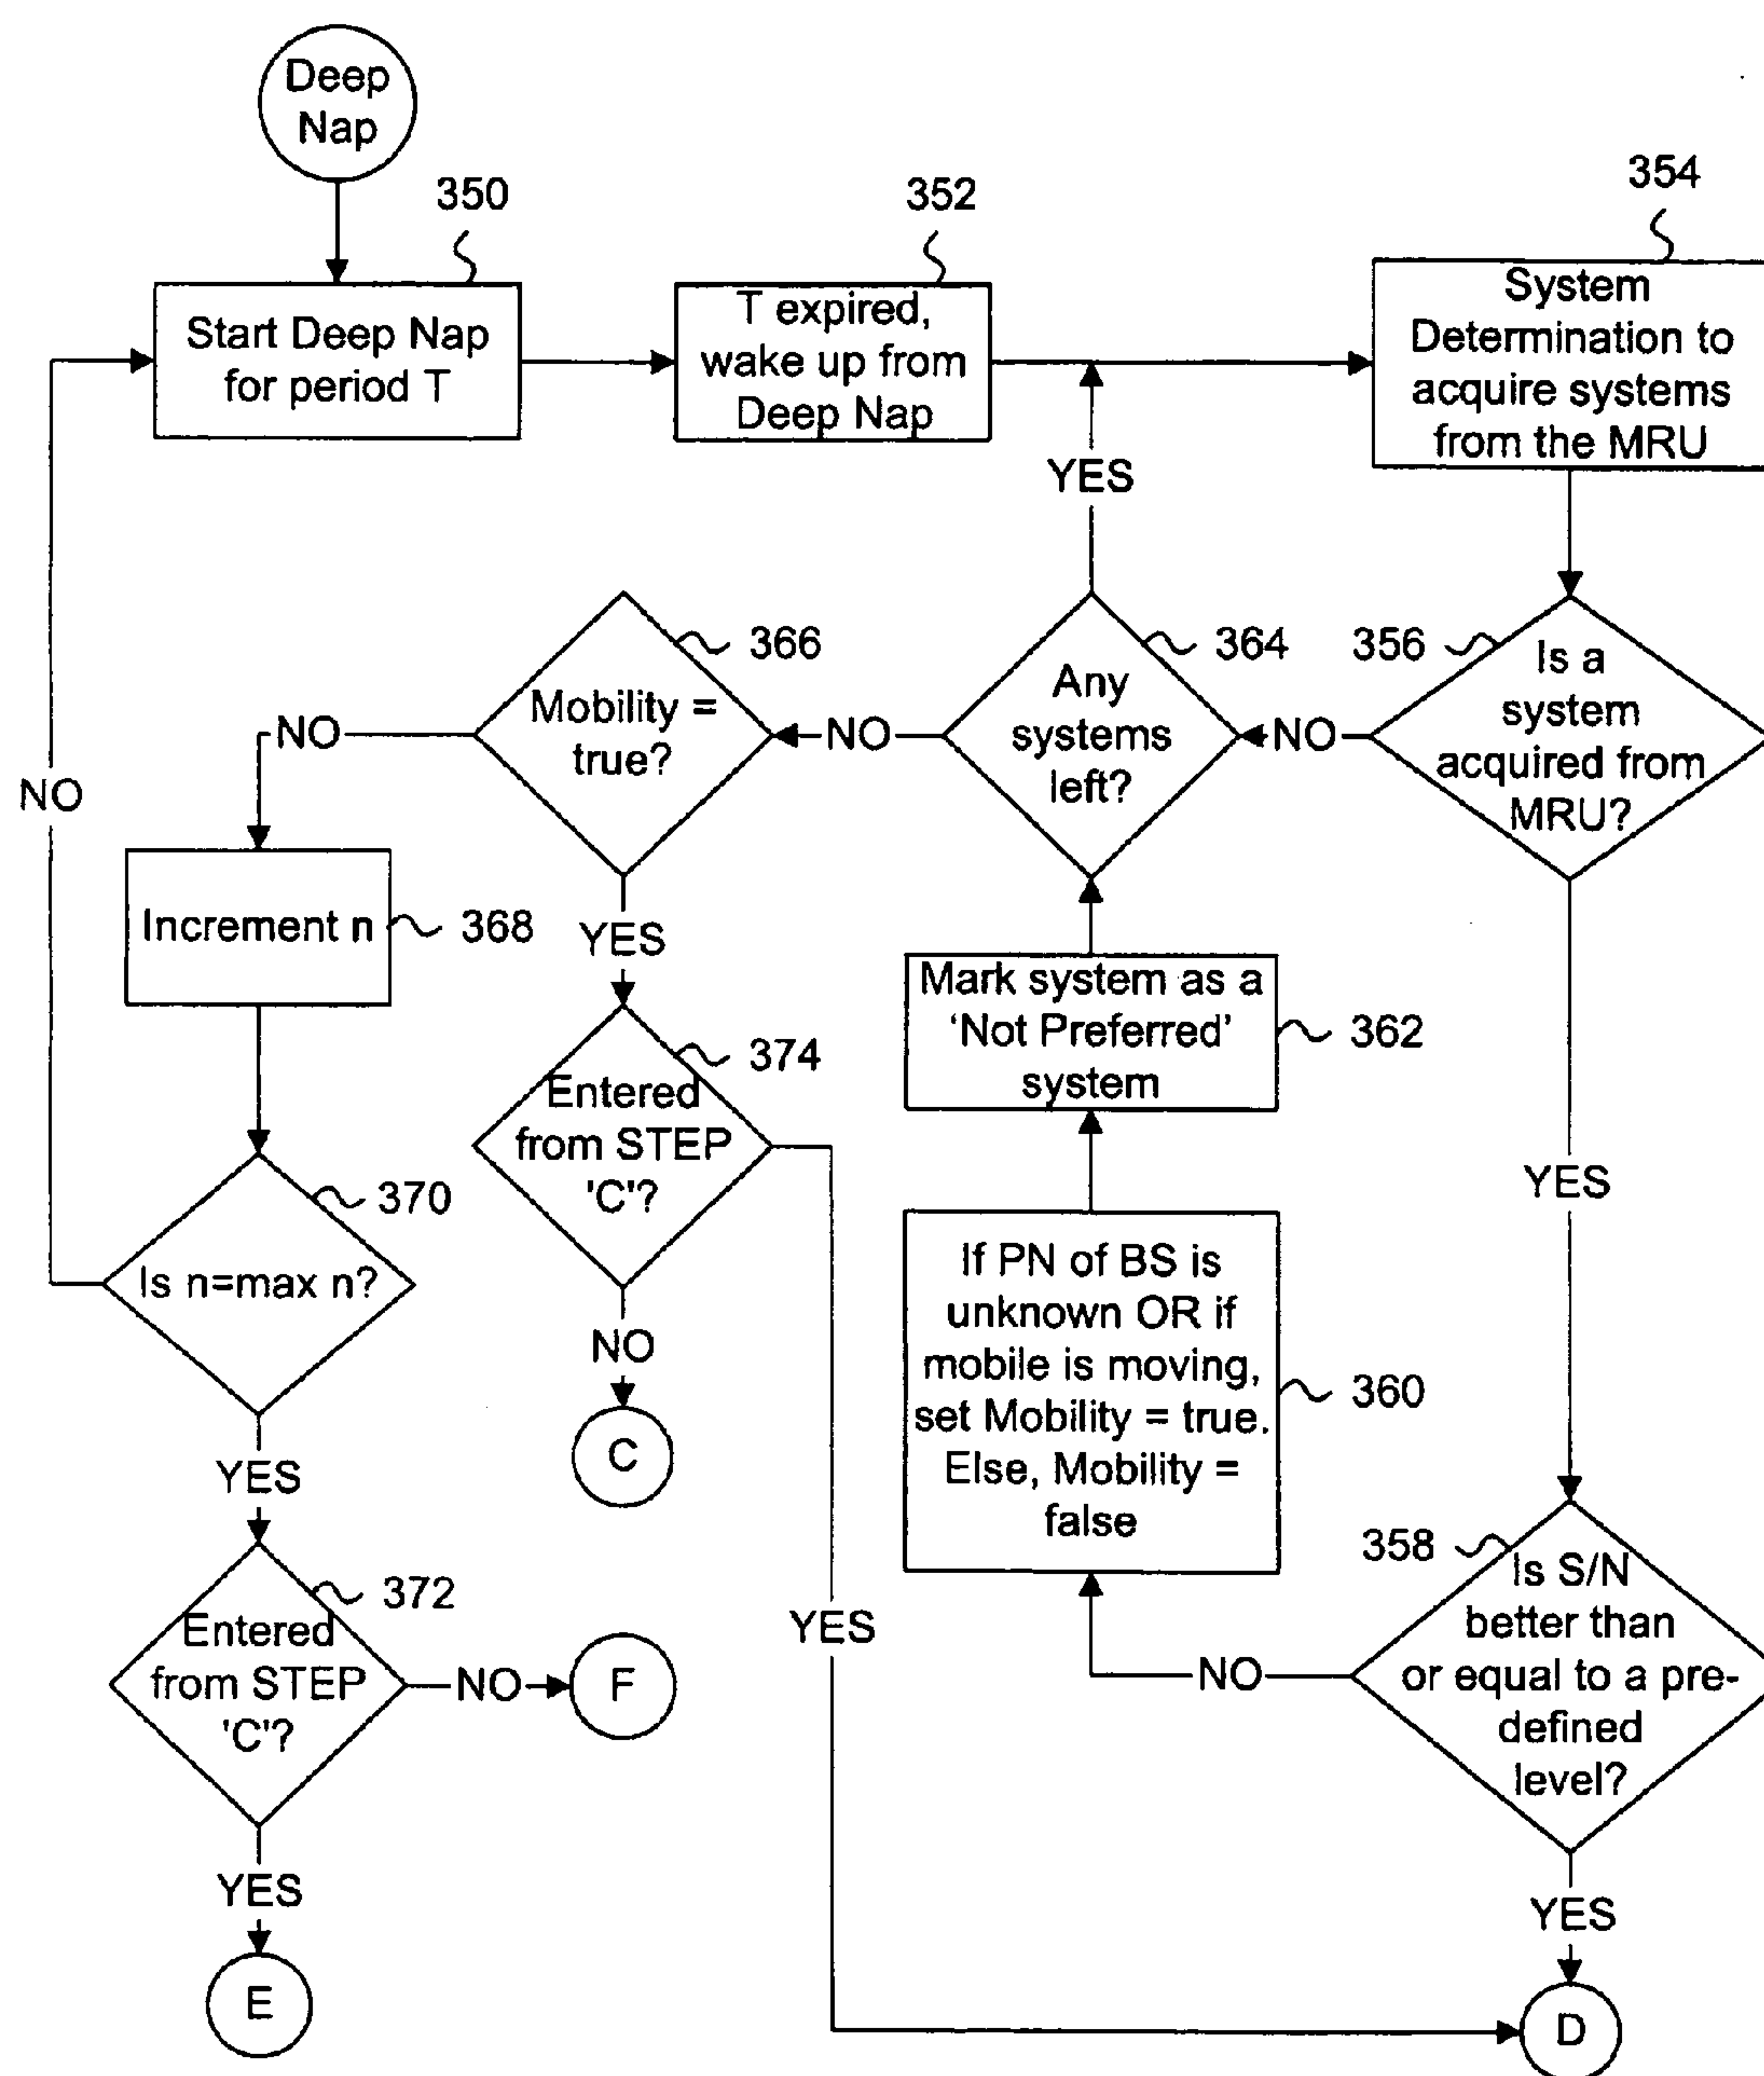 Deep
Nap
350
352
354
Start Deep Nap
for period T
T expired,
wake up from
Deep Nap
System
Determination to
acquire systems
from the MRU
YES
366
Mobility =
true?
NO
364
Any
systems
left?
NO
356
Is a
system
acquired from
MRU?
NO
NO
Increment n
368
YES
374
Entered
from STEP
'C'?
Mark system as a
‘Not Preferred’
system
362
YES
370
Is n=max n?
NO
C
If PN of BS is
unknown OR if
mobile is moving,
set Mobility = true.
Else, Mobility =
false
360
YES
372
Entered
from STEP
'C'?
NO
F
YES
358
Is S/N
better than
or equal to a pre-
defined
level?
NO
YES
E
YES
D